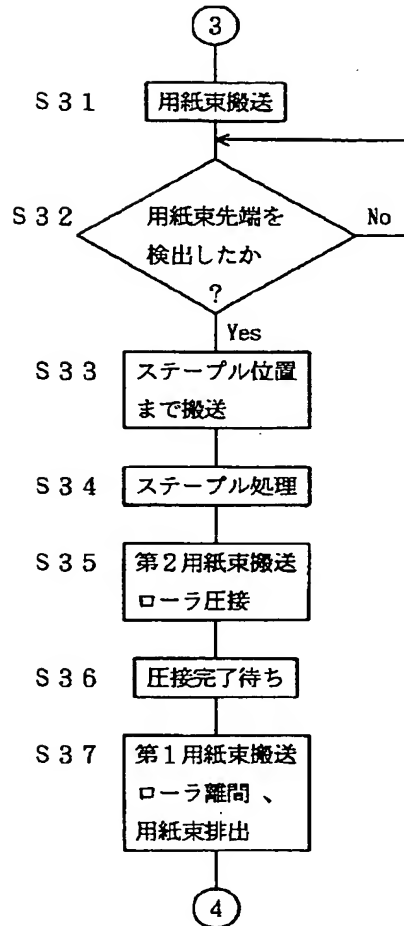 3
S31 用紙束搬送
S32 用紙束先端を
検出したか
?
No
Yes
S33 ステープル位置
まで搬送
S34 ステープル処理
S35 第2用紙束搬送
ローラ圧接
S36 圧接完了待ち
S37 第1用紙束搬送
ローラ離間、
用紙束排出
4